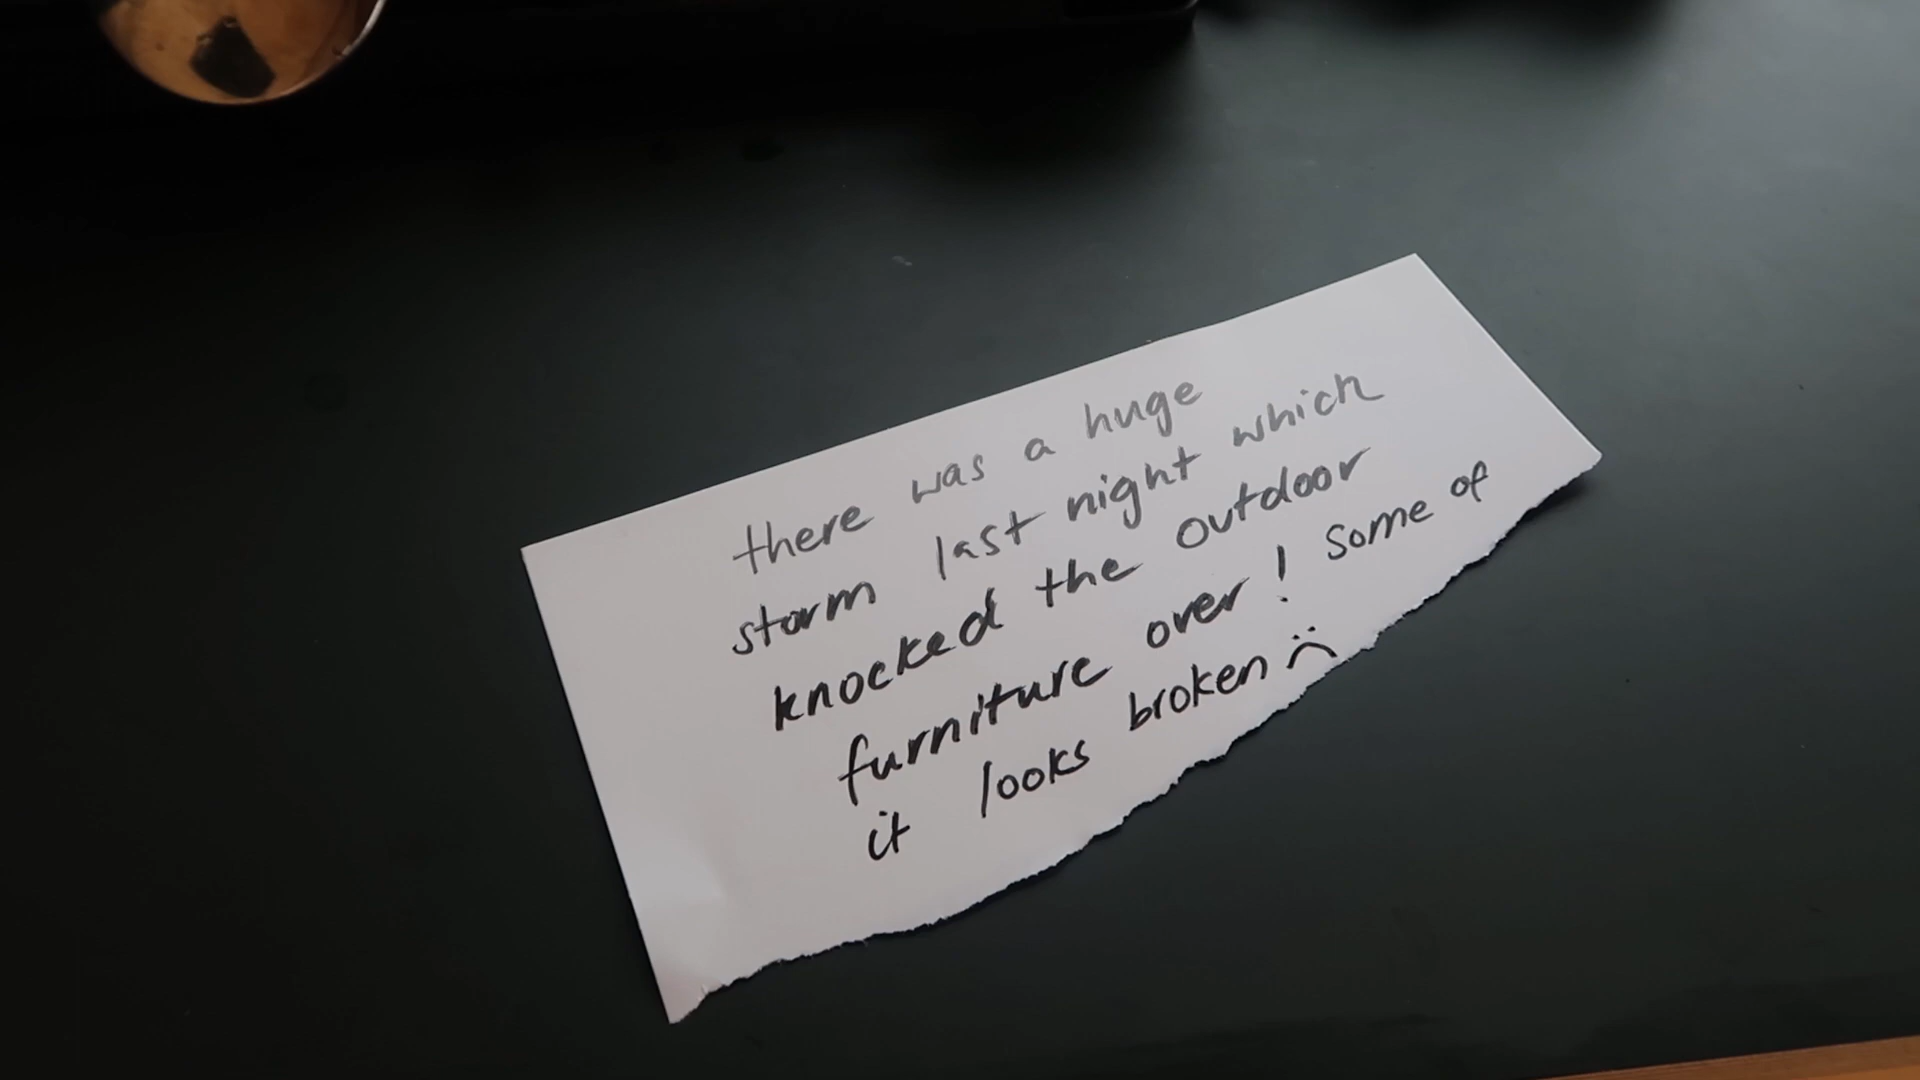 there was a huge
storm last night which
knocked the outdoor
furniture over! Some of
it looks broken :(